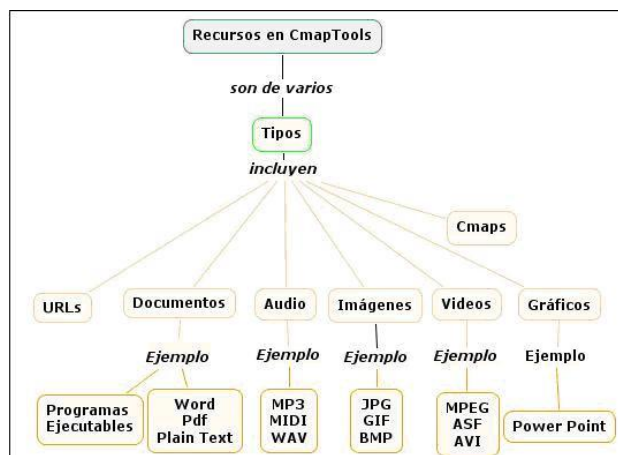 Recursos en CmapTools
son de varios
Tipos
incluyen
Cmaps
URLs
Documentos
Audio
Imágenes
Videos
Gráficos
Ejemplo
Ejemplo
Ejemplo
Ejemplo
Ejemplo
Programas
Ejecutables
Word
Pdf
Plain Text
MP3
MIDI
WAV
JPG
GIF
BMP
MPEG
ASF
AVI
Power Point